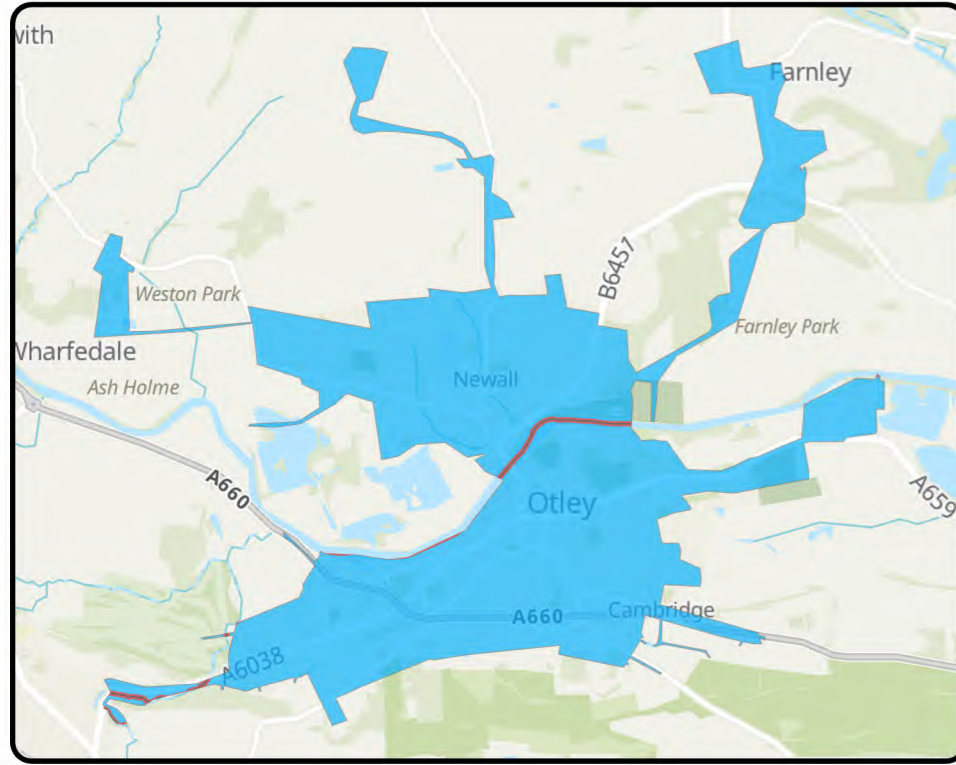 with
Farnley
B6457
Weston Park
Farnley Park
Wharfedale
Newall
Ash Holme
A660
Otley
A659
Cambridge
A660
A6038